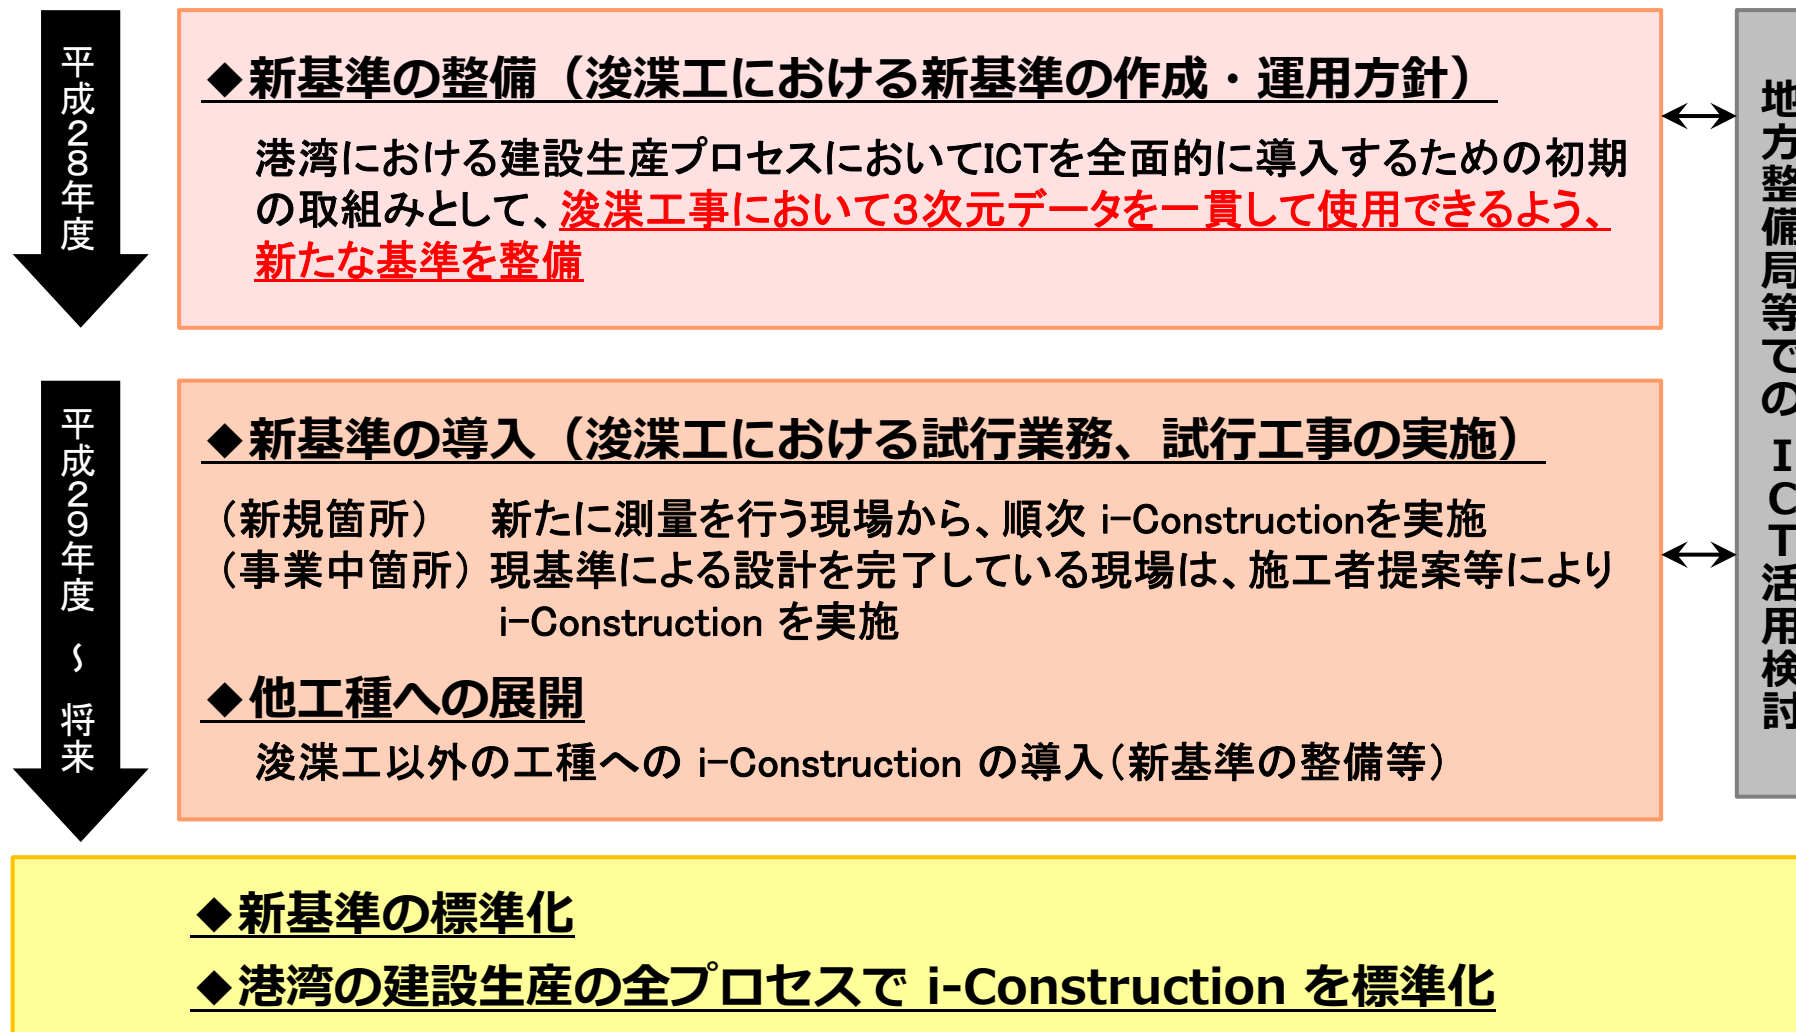 平成28年度
◆新基準の整備（浚渫工における新基準の作成・運用方針）
港湾における建設生産プロセスにおいてICTを全面的に導入するための初期
の取組みとして、浚渫工事において3次元データを一貫して使用できるよう、
新たな基準を整備
平成29年度 ～ 将来
◆新基準の導入（浚渫工における試行業務、試行工事の実施）
（新規箇所）　新たに測量を行う現場から、順次 i-Constructionを実施
（事業中箇所）現基準による設計を完了している現場は、施工者提案等により
i-Construction を実施
◆他工種への展開
浚渫工以外の工種への i-Construction の導入（新基準の整備等）
地方整備局等でのICT活用検討
◆新基準の標準化
◆港湾の建設生産の全プロセスで i-Construction を標準化